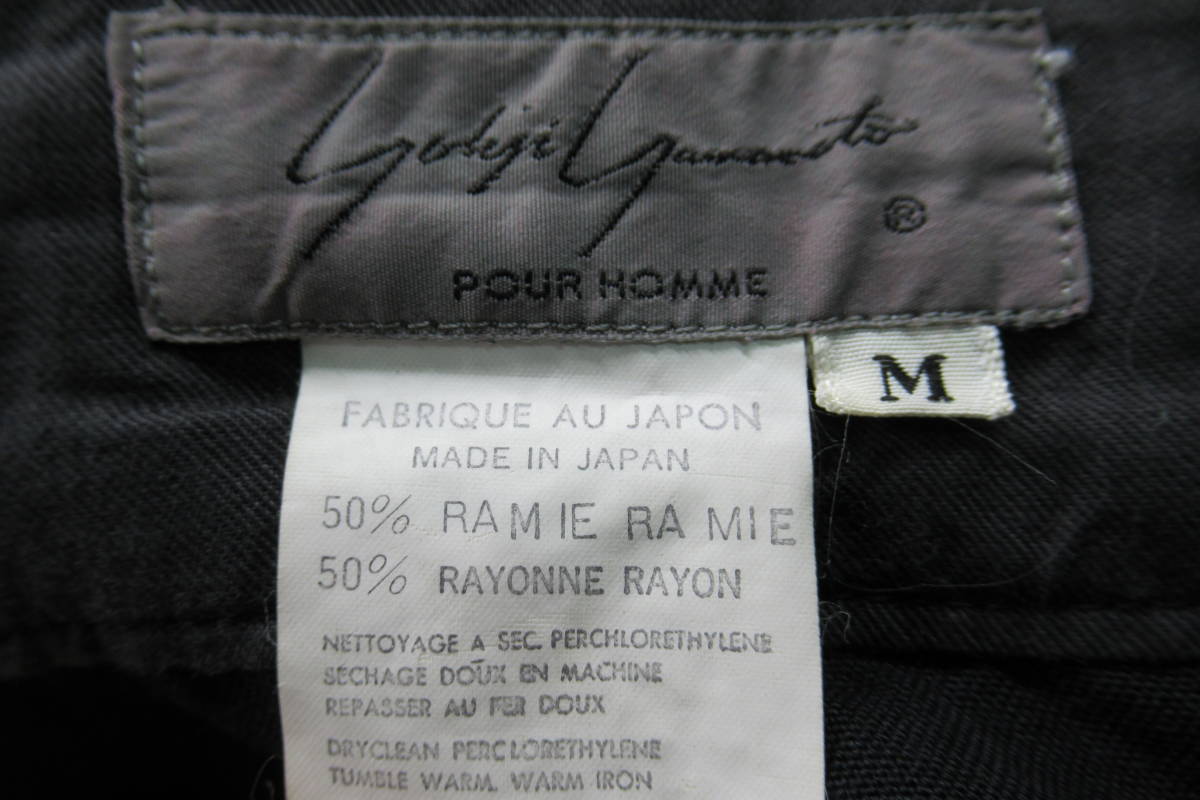 Yohji Yamamoto
®
POUR HOMME
M
FABRIQUE AU JAPON
MADE IN JAPAN
50% RAMIE RAMIE
50% RAYONNE RAYON
NETTOYAGE A SEC. PERCHLORETHYLENE
SECHAGE DOUX EN MACHINE
REPASSER AU FER DOUX
DRYCLEAN PERCLORETHYLENE
TUMBLE WARM. WARM IRON